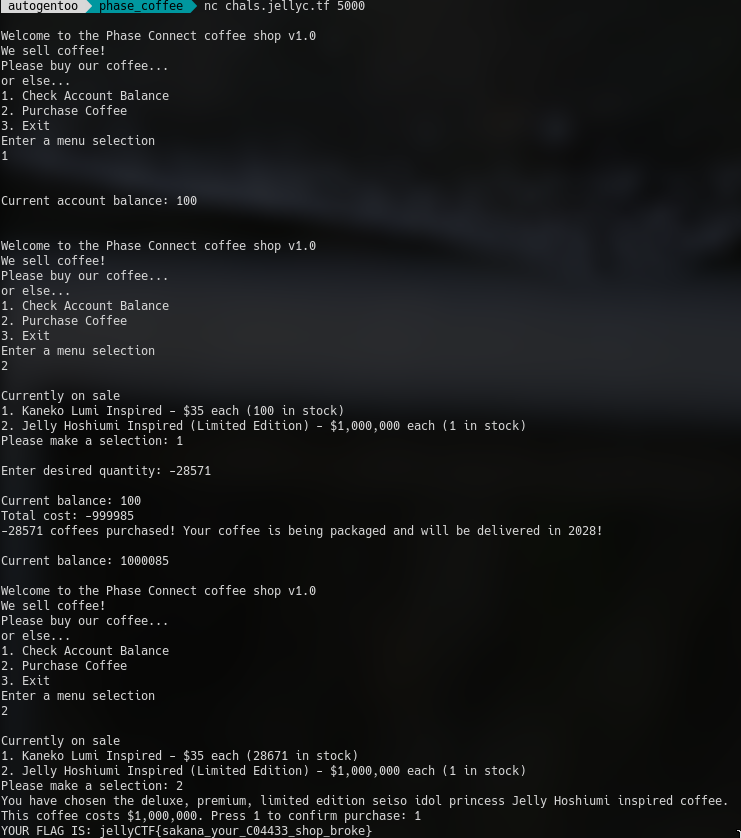 autogentoo phase_coffee nc chals.jellyc.tf 5000
Welcome to the Phase Connect coffee shop v1.0
We sell coffee!
Please buy our coffee...
or else...
1. Check Account Balance
2. Purchase Coffee
3. Exit
Enter a menu selection
1
Current account balance: 100
Welcome to the Phase Connect coffee shop v1.0
We sell coffee!
Please buy our coffee...
or else...
1. Check Account Balance
2. Purchase Coffee
3. Exit
Enter a menu selection
2
Currently on sale
1. Kaneko Lumi Inspired - $35 each (100 in stock)
2. Jelly Hoshiumi Inspired (Limited Edition) - $1,000,000 each (1 in stock)
Please make a selection: 1
Enter desired quantity: -28571
Current balance: 100
Total cost: -999985
-28571 coffees purchased! Your coffee is being packaged and will be delivered in 2028!
Current balance: 1000085
Welcome to the Phase Connect coffee shop v1.0
We sell coffee!
Please buy our coffee...
or else...
1. Check Account Balance
2. Purchase Coffee
3. Exit
Enter a menu selection
2
Currently on sale
1. Kaneko Lumi Inspired - $35 each (28671 in stock)
2. Jelly Hoshiumi Inspired (Limited Edition) - $1,000,000 each (1 in stock)
Please make a selection: 2
You have chosen the deluxe, premium, limited edition seiso idol princess Jelly Hoshiumi inspired coffee.
This coffee costs $1,000,000. Press 1 to confirm purchase: 1
YOUR FLAG IS: jellyCTF{sakana_your_C04433_shop_broke}